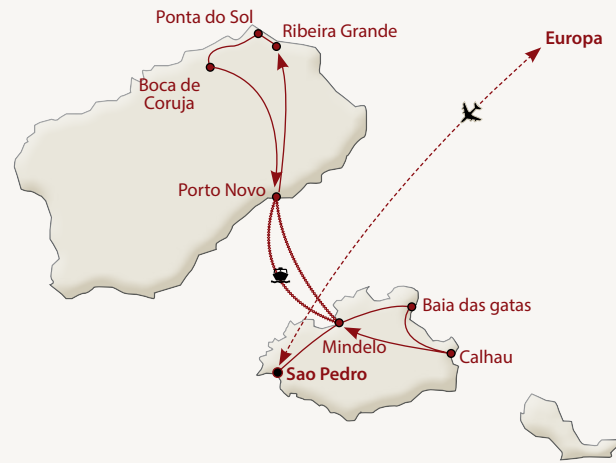 Ponta do Sol
Ribeira Grande
Europa
Boca de
Coruja
Porto Novo
Baia das gatas
Mindelo
Calhau
Sao Pedro